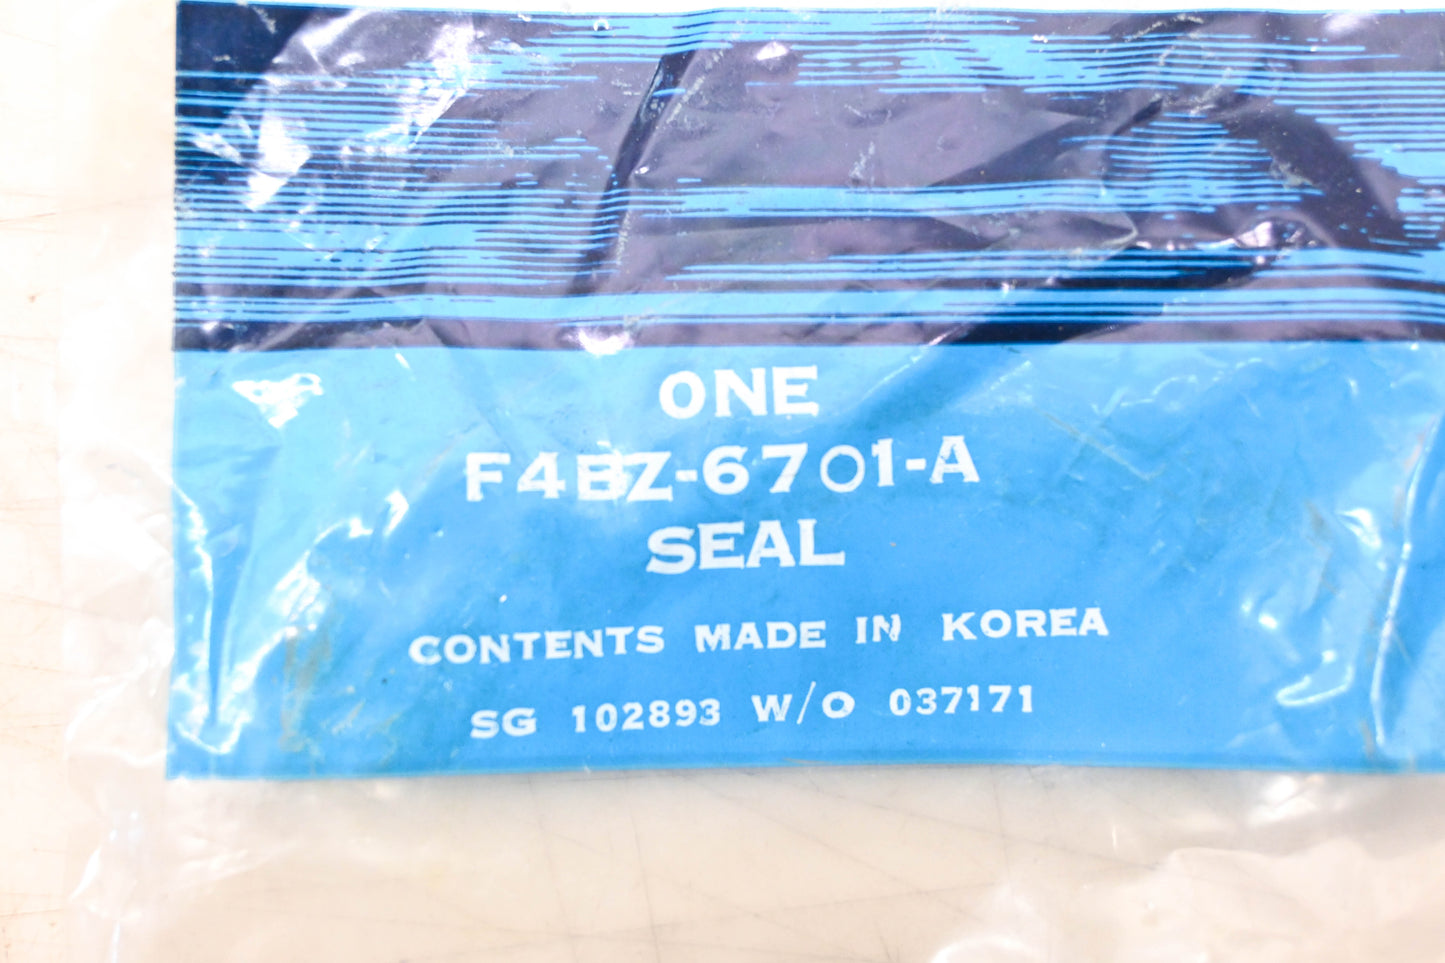 ONE
F4BZ-6701-A
SEAL
CONTENTS MADE IN KOREA
SG 102893 W/O 037171